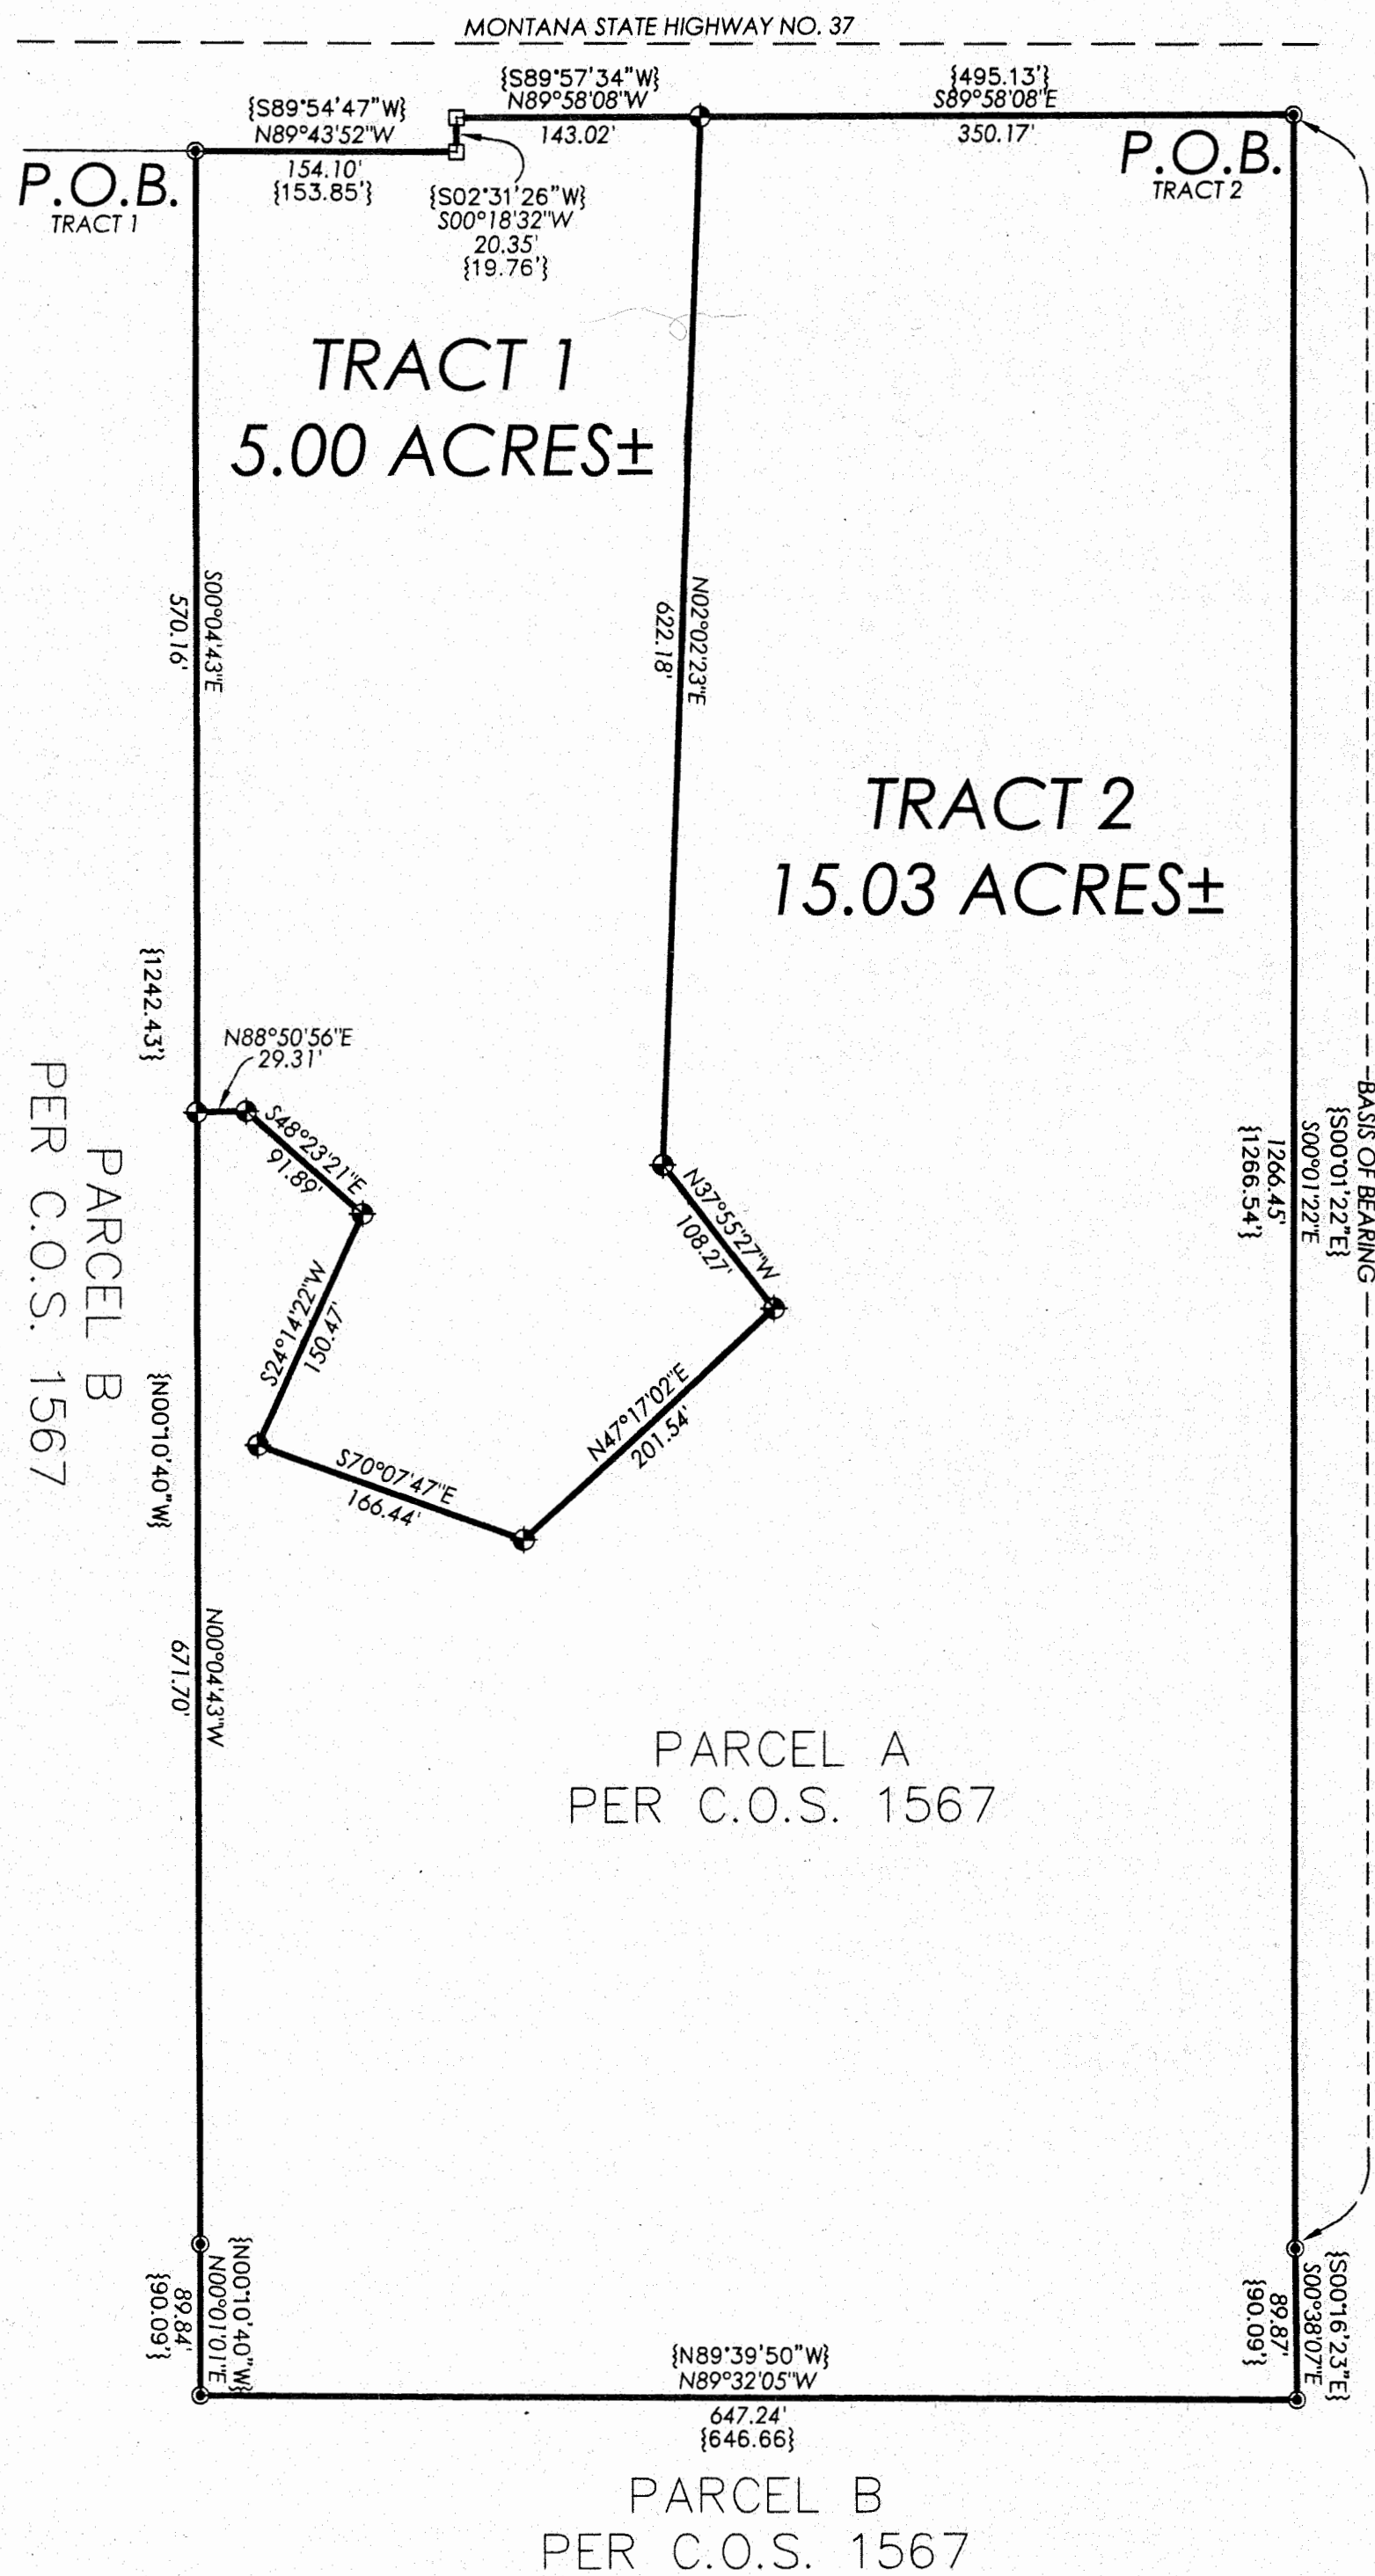 MONTANA STATE HIGHWAY NO. 37
{S89°57'34"W}
N89°58'08"W
143.02'
{495.13'}
S89°58'08"E
350.17'
{S89°54'47"W}
N89°43'52"W
154.10'
{153.85'}
P.O.B.
TRACT 1
P.O.B.
TRACT 2
{S02°31'26"W}
S00°18'32"W
20.35'
{19.76'}
TRACT 1
5.00 ACRES±
S00°04'43"E
570.16'
N02°02'23"E
622.18'
TRACT 2
15.03 ACRES±
{1242.43'}
N88°50'56"E
29.31'
S48°23'21"E
91.89'
BASIS OF BEARING
{S00°01'22"E}
S00°01'22"E
1266.45'
{1266.54'}
PARCEL B
PER C.O.S. 1567
N37°55'27"W
108.27'
S24°14'22"W
150.47'
{N00°10'40"W}
N47°17'02"E
201.54'
S70°07'47"E
166.44'
N00°04'43"W
671.70'
PARCEL A
PER C.O.S. 1567
{N00°10'40"W}
N00°01'01"E
89.84'
{90.09'}
{S00°16'23"E}
S00°38'07"E
89.87'
{90.09'}
{N89°39'50"W}
N89°32'05"W
647.24'
{646.66}
PARCEL B
PER C.O.S. 1567